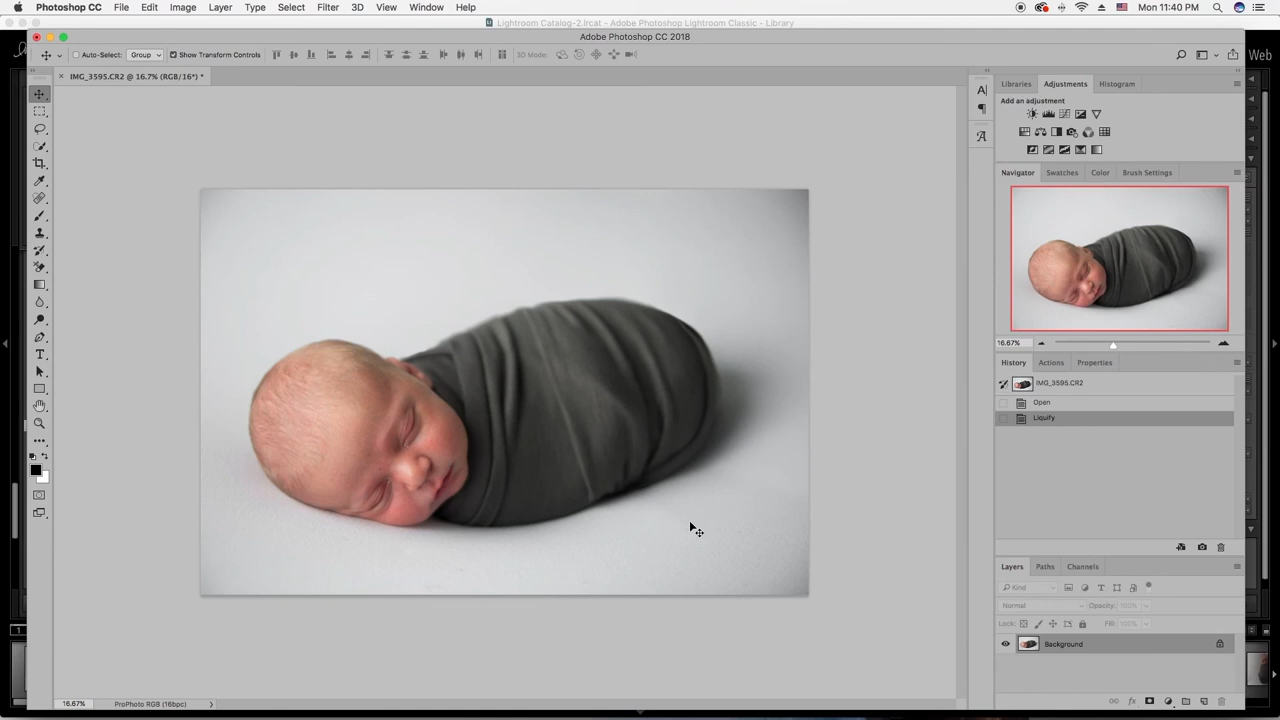 Photoshop CC File Edit Image Layer Type Select Filter 3D View Window Help Mon 11:40 PM
Lightroom Catalog-2.lrcat - Adobe Photoshop Lightroom Classic - Library
Adobe Photoshop CC 2018
Auto-Select: Group Show Transform Controls 3D Mode: Web
IMG_3595.CR2 @ 16.7% (RGB/16*) *
Libraries Adjustments Histogram
Add an adjustment
Navigator Swatches Color Brush Settings
16.67%
History Actions Properties
IMG_3595.CR2
Open
Liquify
Layers Paths Channels
Kind
Normal Opacity: 100%
Lock: Fill: 100%
Background
16.67% ProPhoto RGB (16bpc)